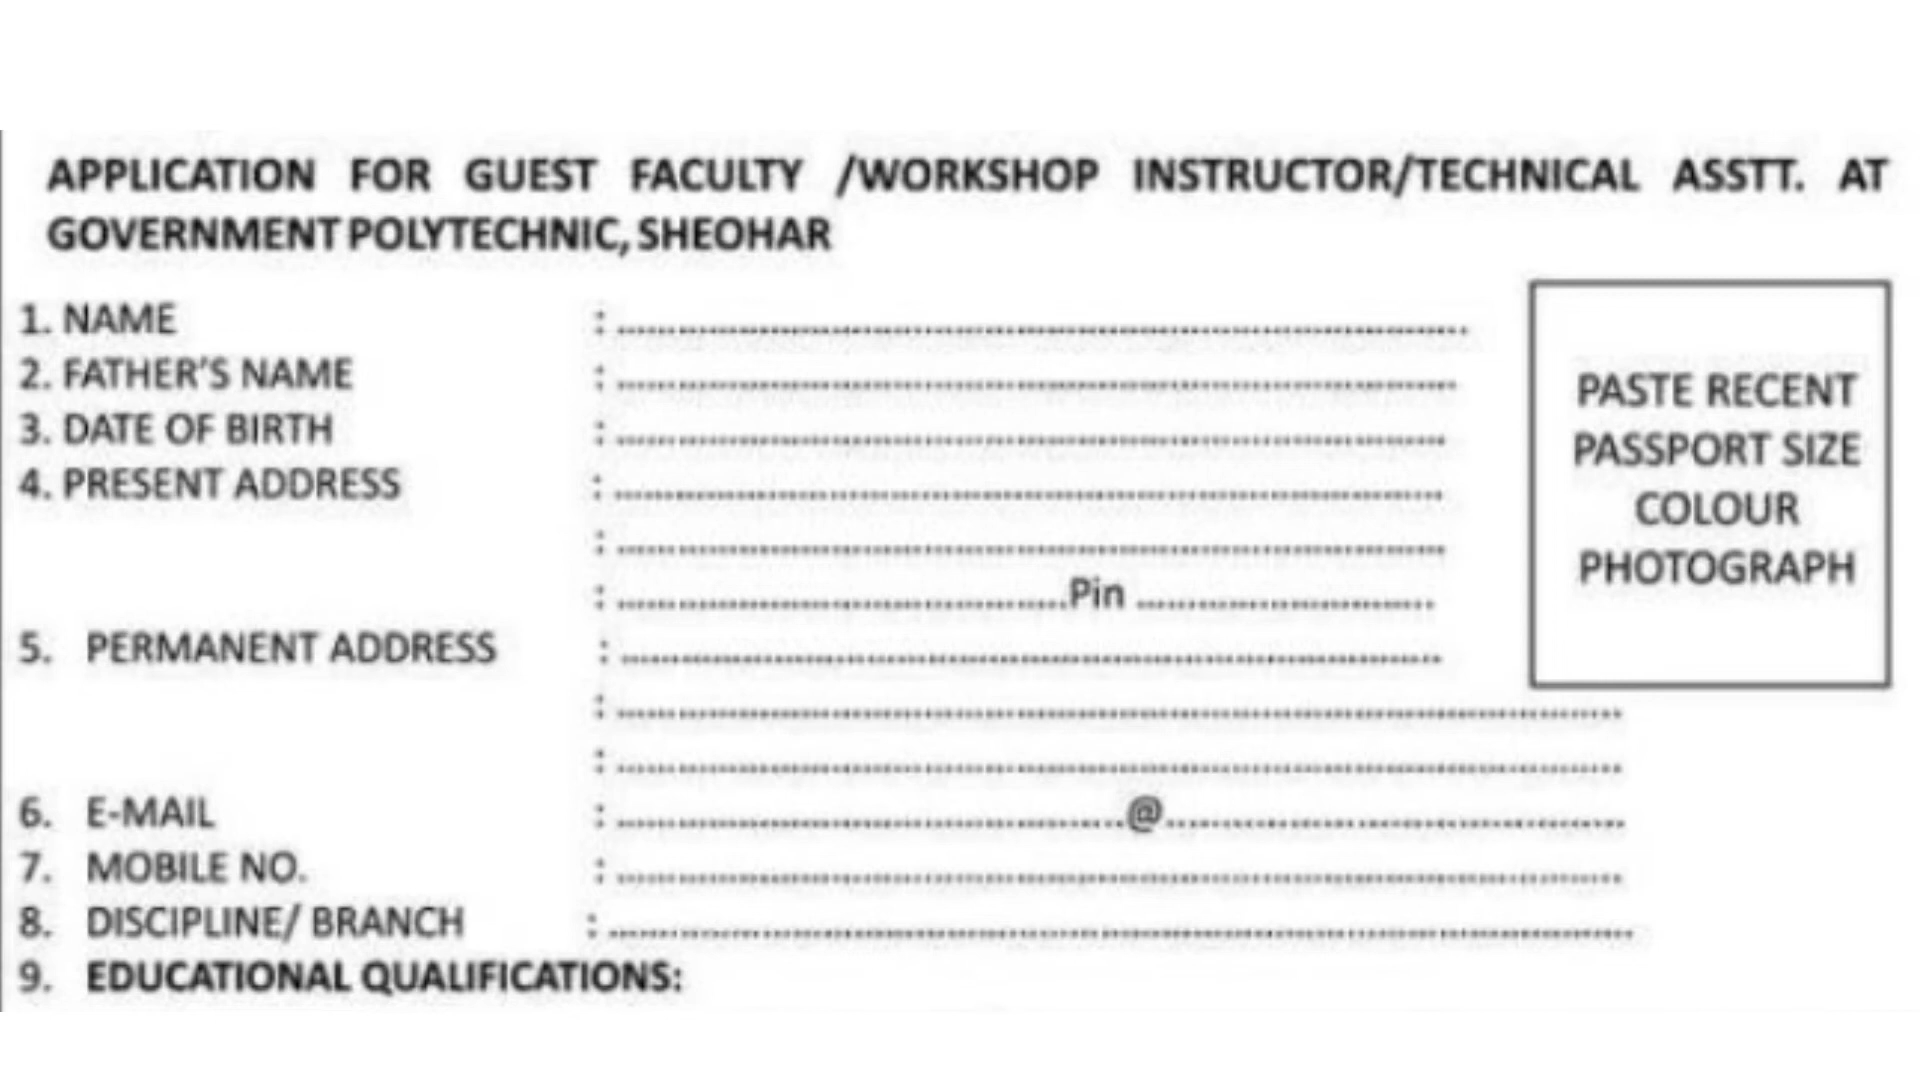 APPLICATION FOR GUEST FACULTY /WORKSHOP INSTRUCTOR/TECHNICAL ASSTT. AT
GOVERNMENT POLYTECHNIC, SHEOHAR
1. NAME : ......................................................
2. FATHER'S NAME : ......................................................
3. DATE OF BIRTH : ......................................................
4. PRESENT ADDRESS : ......................................................
: ......................................................
: ..............................Pin ....................
5. PERMANENT ADDRESS : ......................................................
: ......................................................
: ......................................................
6. E-MAIL : ..............................@..............................
7. MOBILE NO. : ......................................................
8. DISCIPLINE/ BRANCH : ......................................................
9. EDUCATIONAL QUALIFICATIONS:
PASTE RECENT
PASSPORT SIZE
COLOUR
PHOTOGRAPH